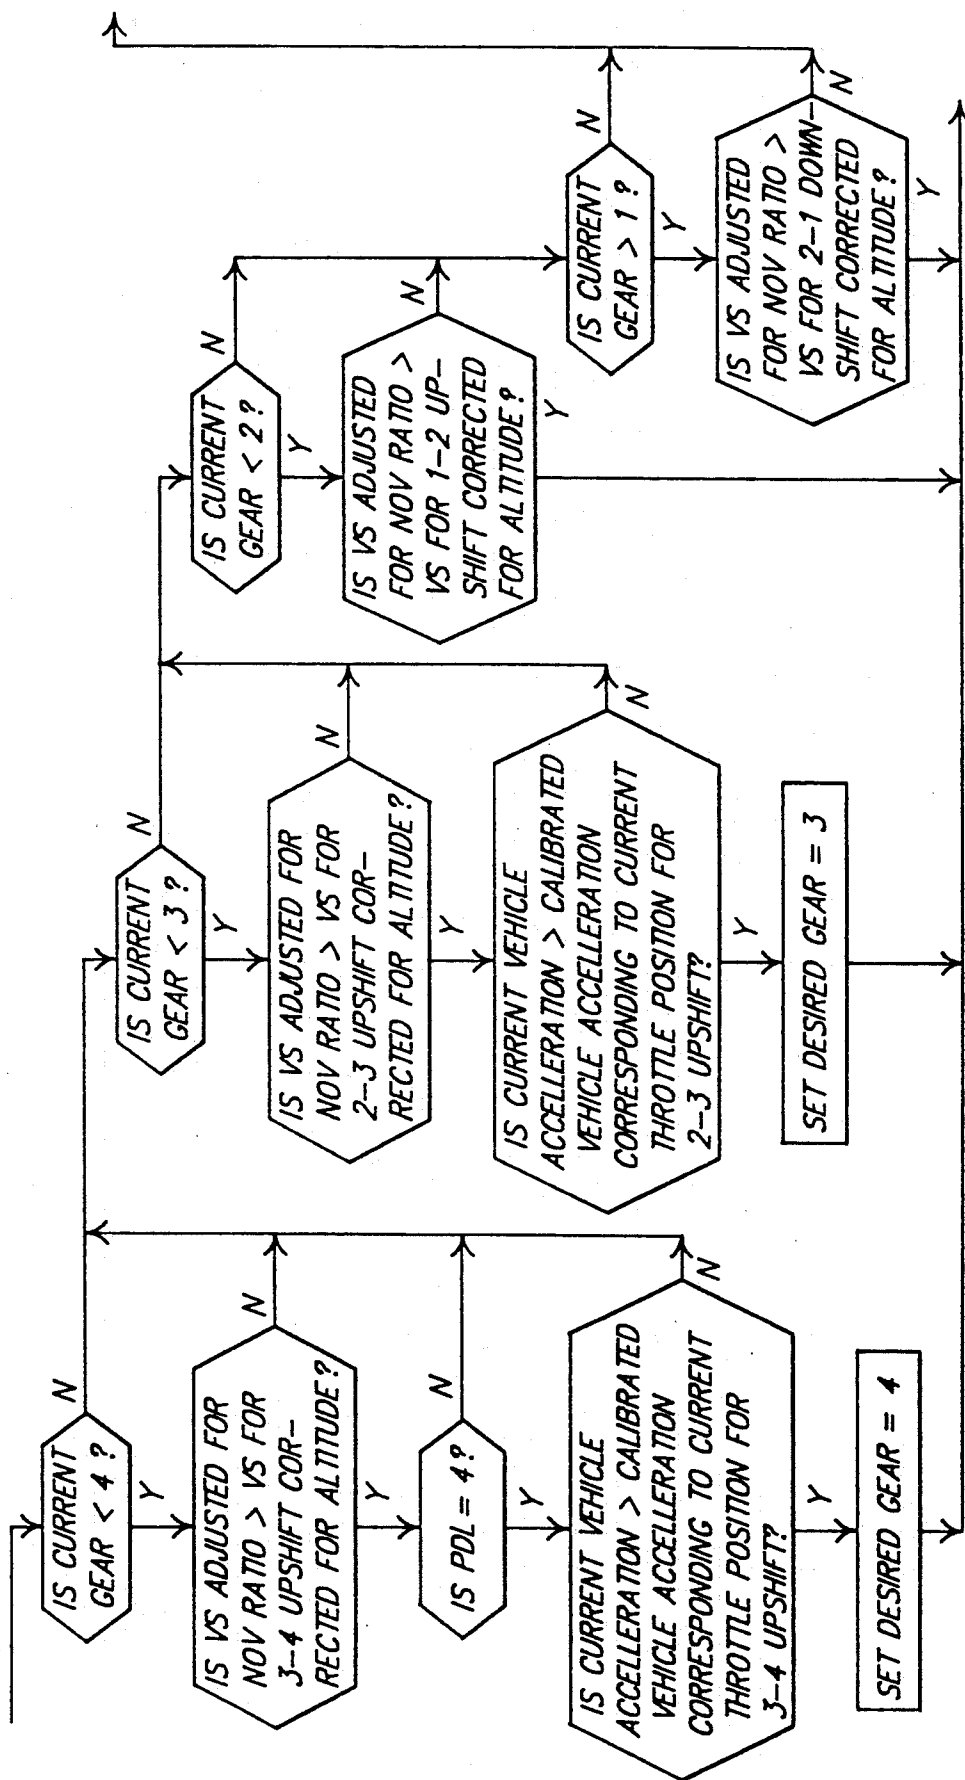 IS CURRENT
GEAR < 4 ?
N
Y
IS VS ADJUSTED FOR
NOV RATIO > VS FOR
3-4 UPSHIFT COR-
RECTED FOR ALTITUDE?
N
Y
IS PDL = 4?
N
Y
IS CURRENT VEHICLE
ACCELLERATION > CALIBRATED
VEHICLE ACCELLERATION
CORRESPONDING TO CURRENT
THROTTLE POSITION FOR
3-4 UPSHIFT?
N
Y
SET DESIRED GEAR = 4
IS CURRENT
GEAR < 3 ?
N
Y
IS VS ADJUSTED FOR
NOV RATIO > VS FOR
2-3 UPSHIFT COR-
RECTED FOR ALTITUDE?
N
Y
IS CURRENT VEHICLE
ACCELLERATION > CALIBRATED
VEHICLE ACCELLERATION
CORRESPONDING TO CURRENT
THROTTLE POSITION FOR
2-3 UPSHIFT?
N
Y
SET DESIRED GEAR = 3
IS CURRENT
GEAR < 2 ?
N
Y
IS VS ADJUSTED
FOR NOV RATIO >
VS FOR 1-2 UP-
SHIFT CORRECTED
FOR ALTITUDE?
N
Y
IS CURRENT
GEAR > 1 ?
N
Y
IS VS ADJUSTED
FOR NOV RATIO >
VS FOR 2-1 DOWN-
SHIFT CORRECTED
FOR ALTITUDE?
N
Y